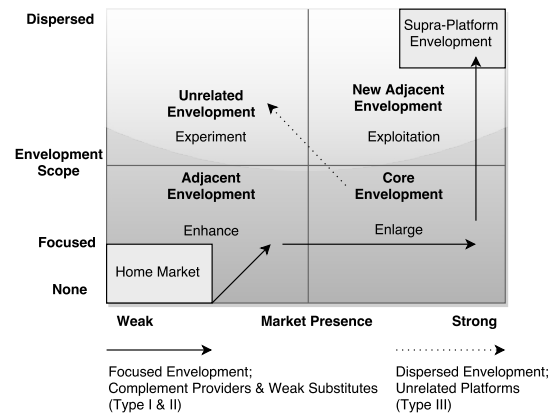 Dispersed
Supra-Platform
Envelopment
Unrelated
Envelopment
New Adjacent
Envelopment
Experiment
Exploitation
Envelopment
Scope
Adjacent
Envelopment
Core
Envelopment
Enhance
Enlarge
Focused
Home Market
None
Weak
Market Presence
Strong
Focused Envelopment;
Complement Providers & Weak Substitutes
(Type I & II)
Dispersed Envelopment;
Unrelated Platforms
(Type III)